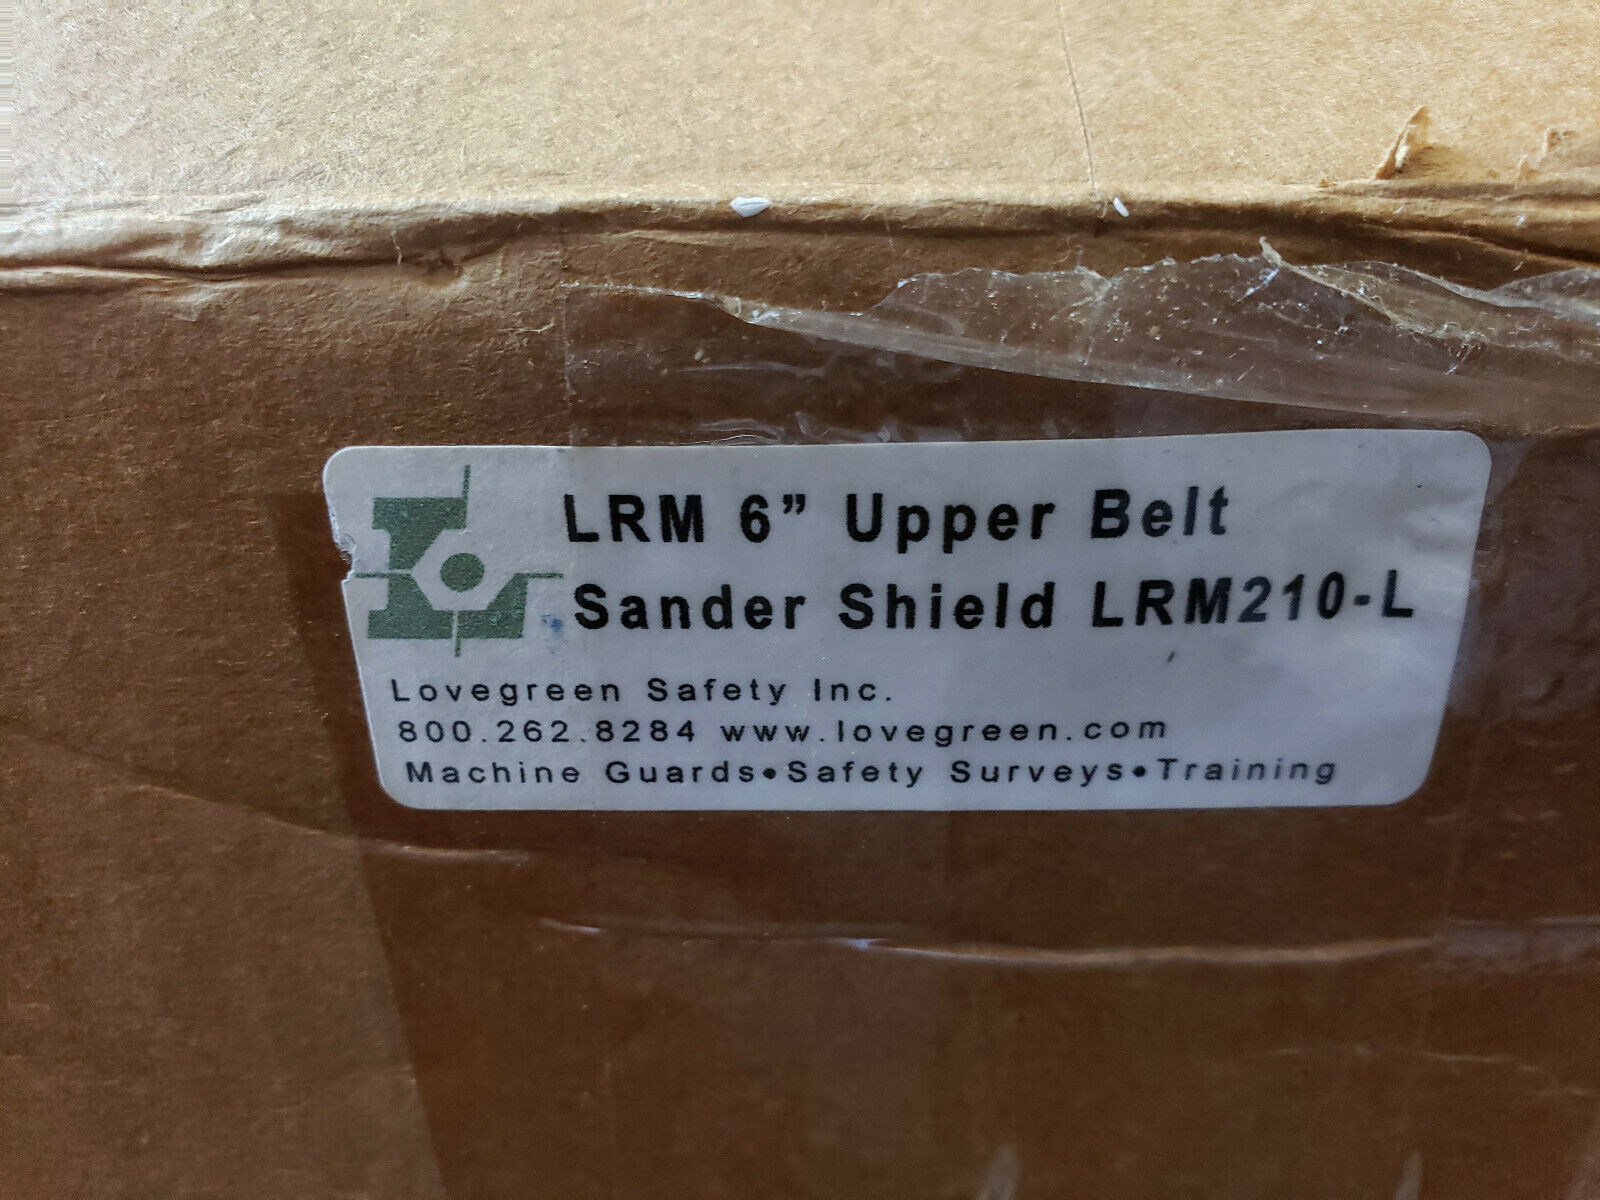 LRM 6” Upper Belt
Sander Shield LRM210-L
Lovegreen Safety Inc.
800.262.8284 www.lovegreen.com
Machine Guards•Safety Surveys•Training